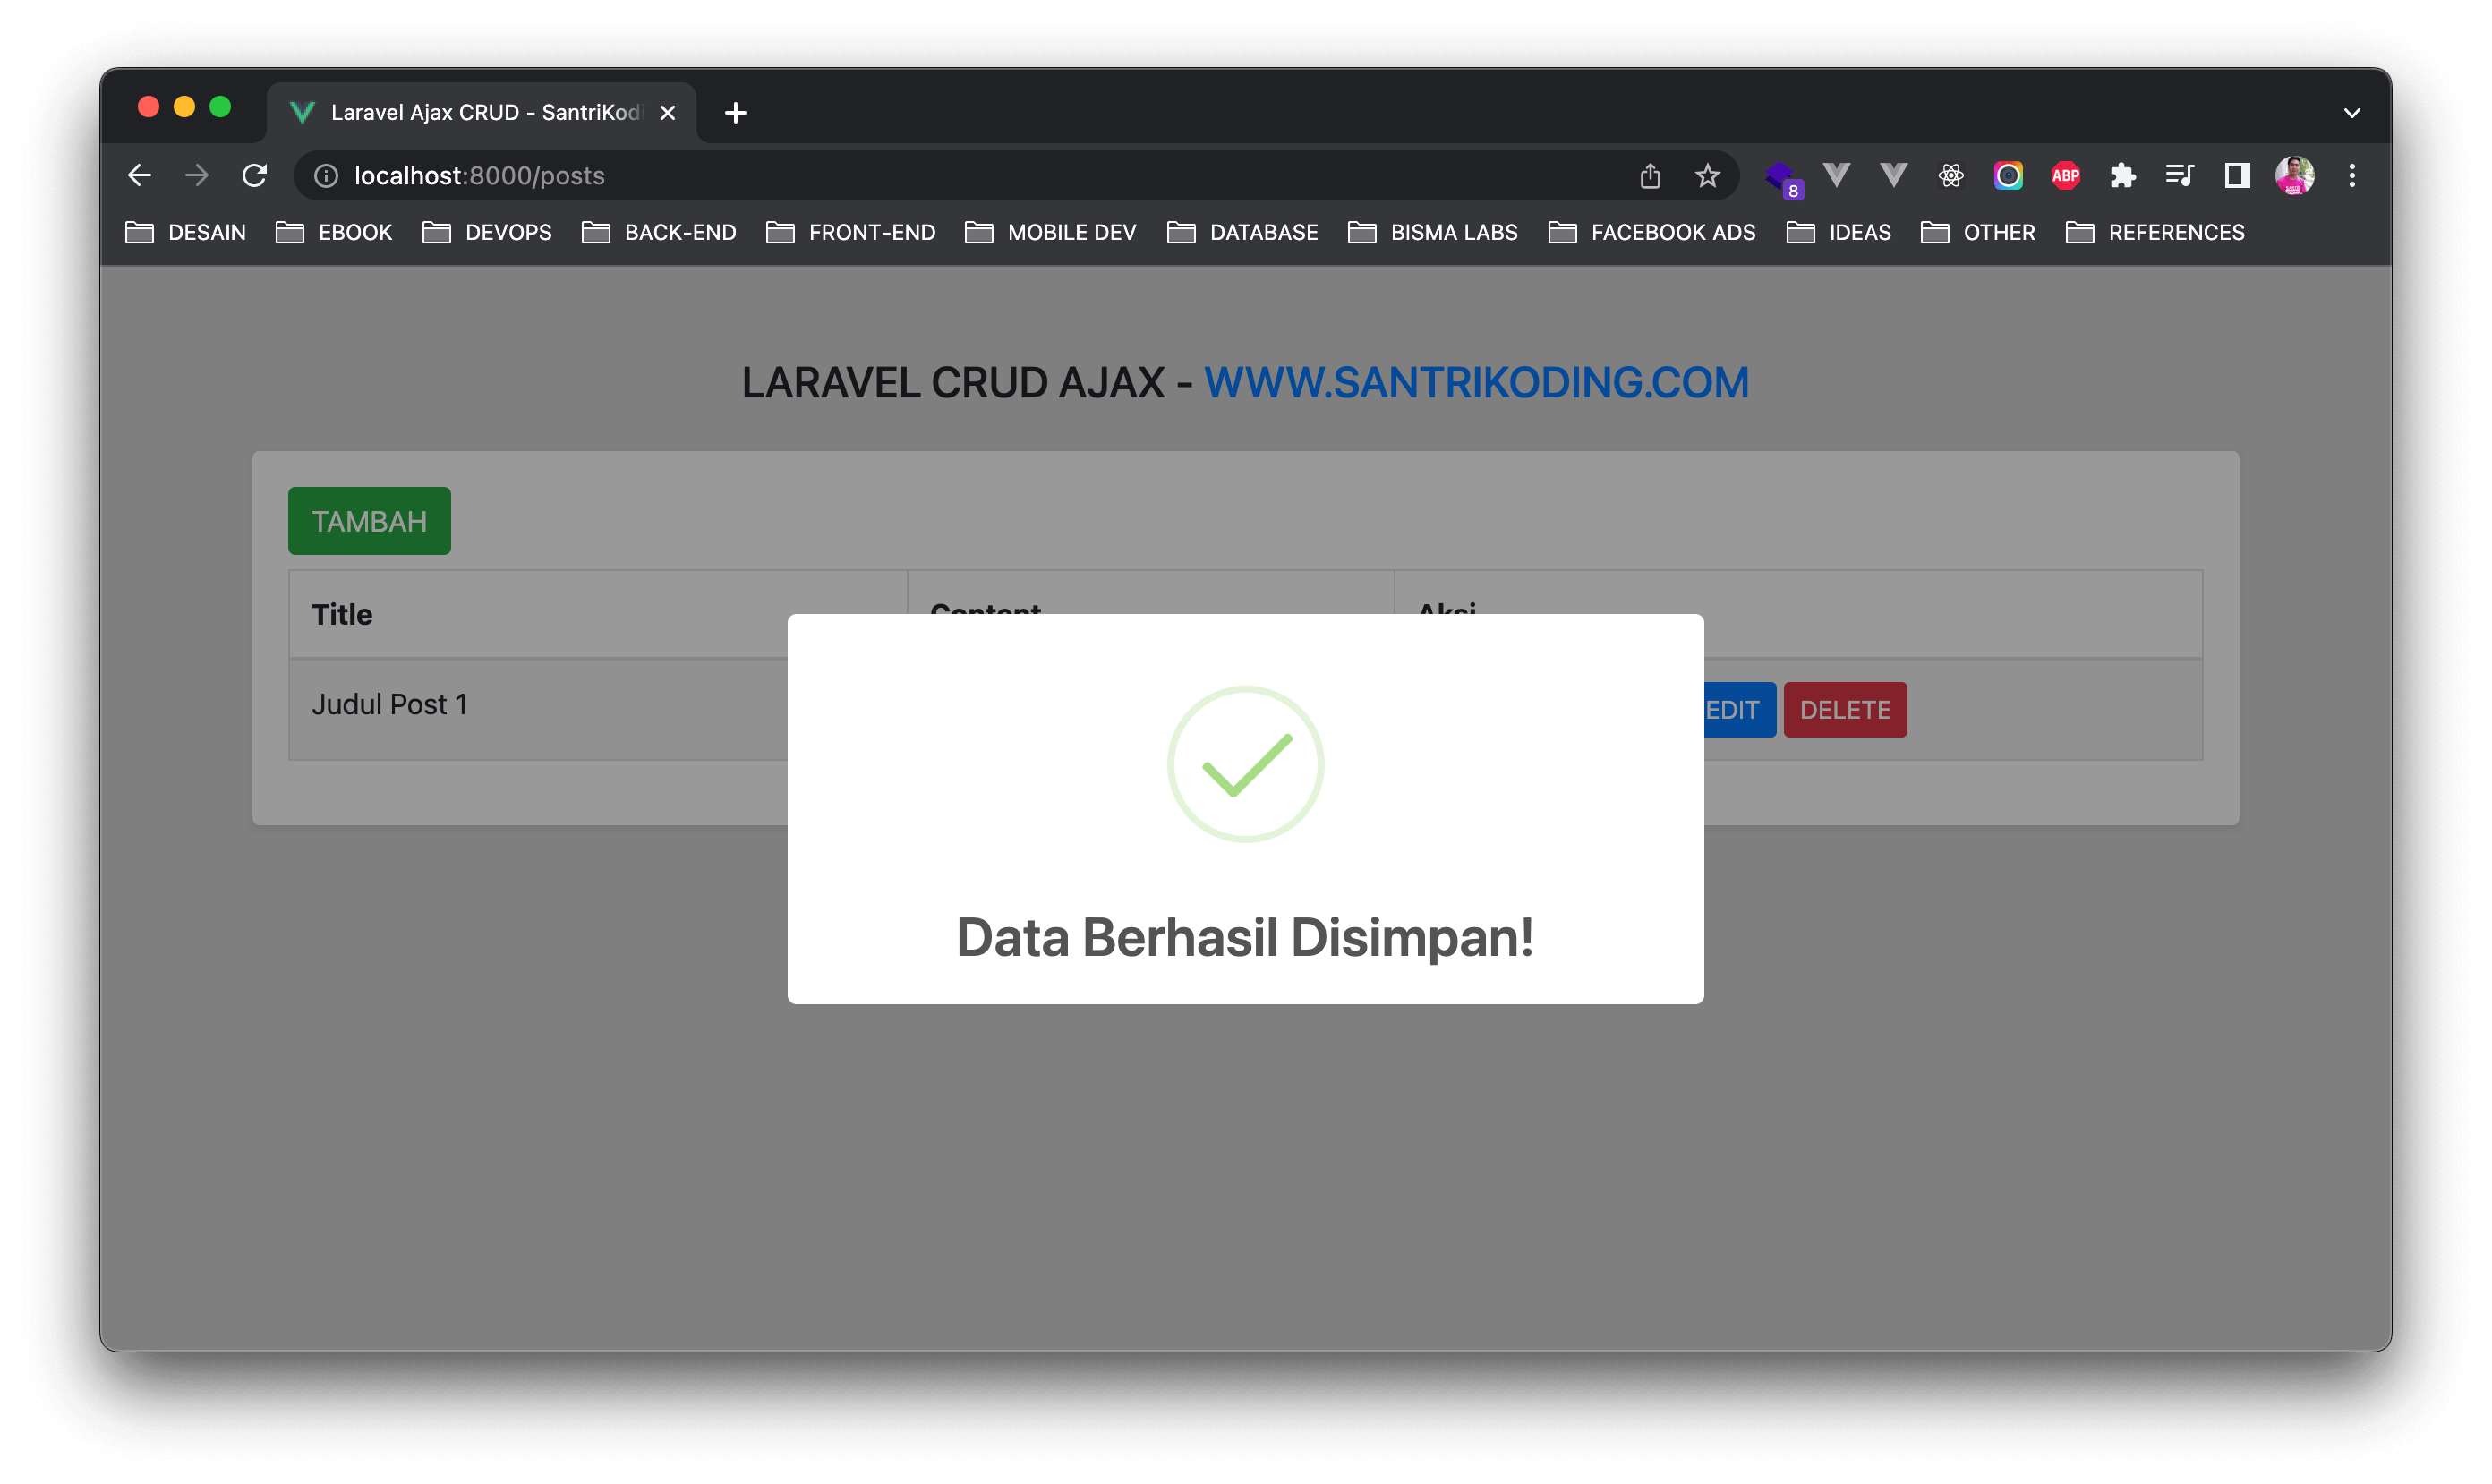 Laravel Ajax CRUD - SantriKodi
localhost:8000/posts
8
ABP
DESAIN EBOOK DEVOPS BACK-END FRONT-END MOBILE DEV DATABASE BISMA LABS FACEBOOK ADS IDEAS OTHER REFERENCES
LARAVEL CRUD AJAX - WWW.SANTRIKODING.COM
TAMBAH
Title Content Aksi
Judul Post 1 EDIT DELETE
Data Berhasil Disimpan!